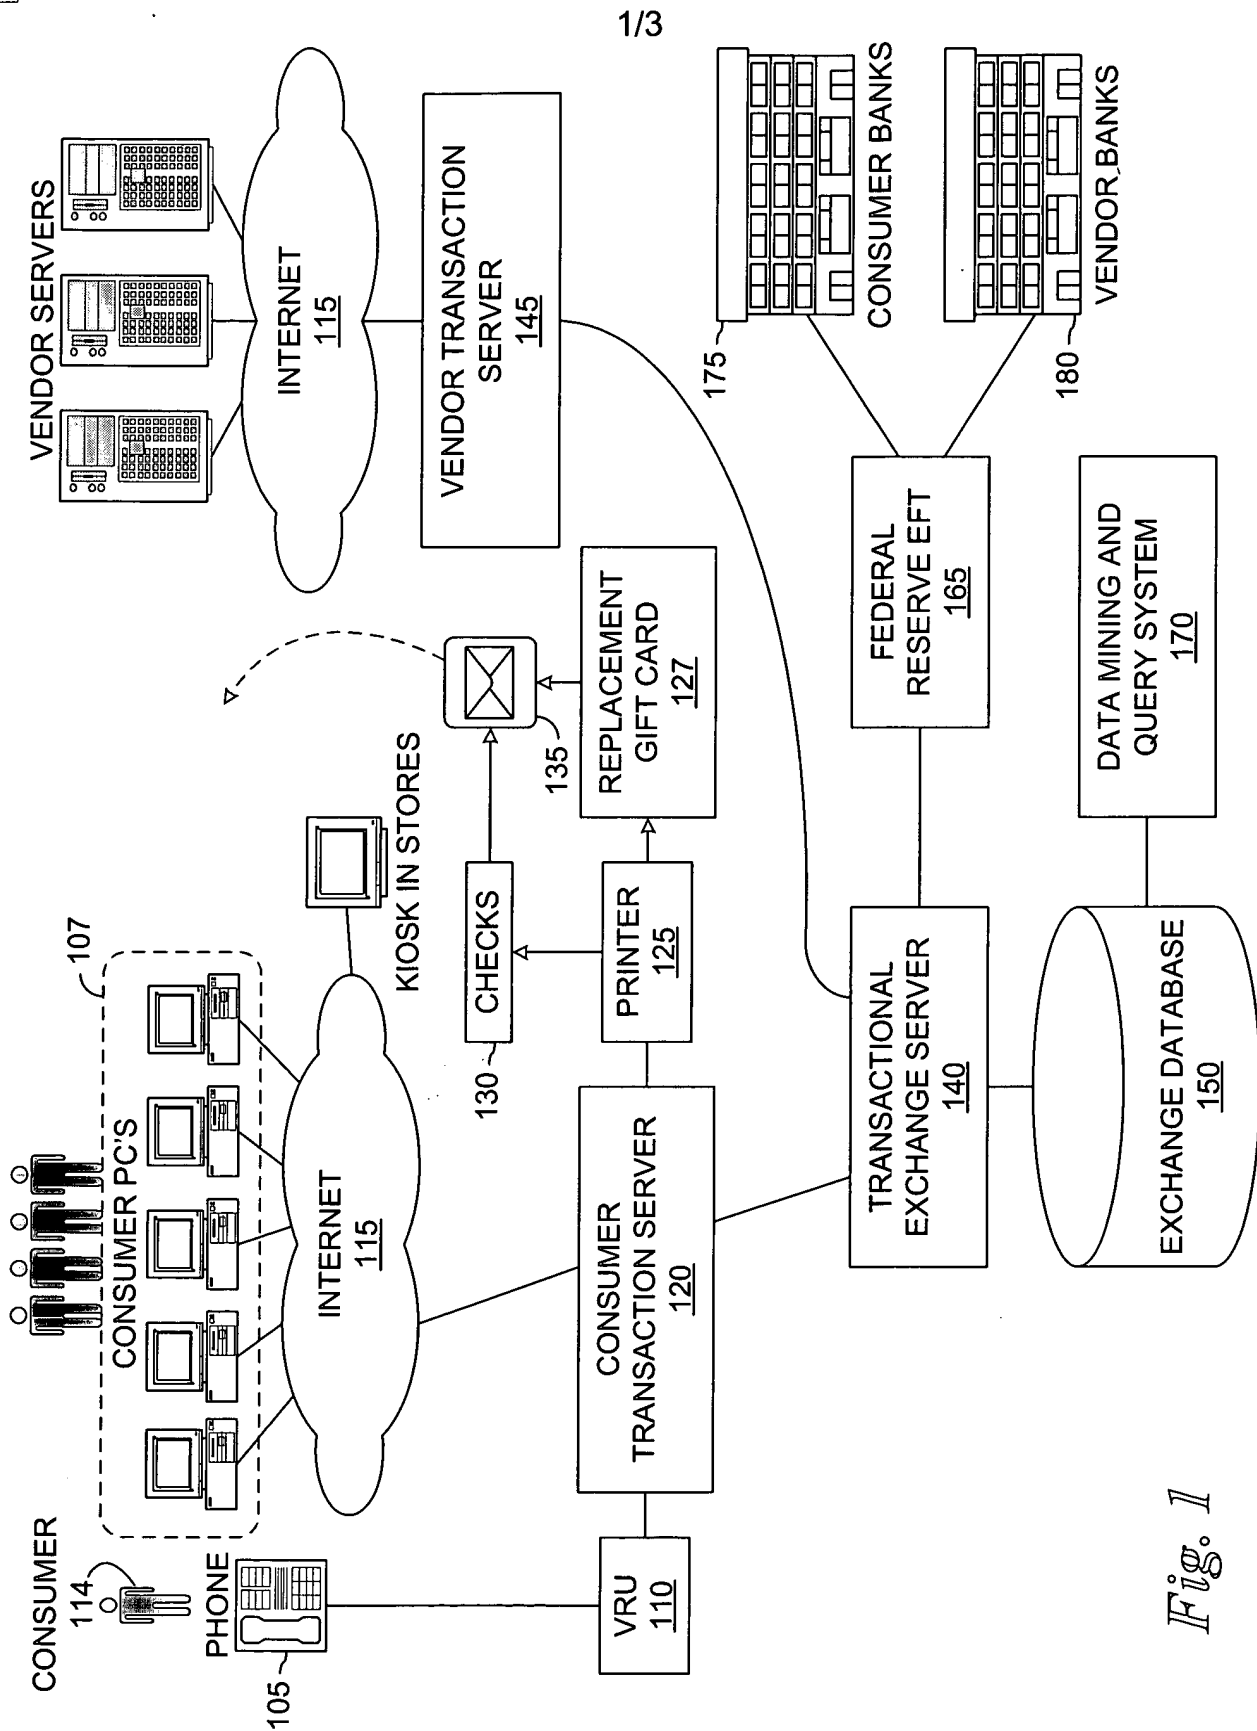 1/3
CONSUMER
114
PHONE
105
VRU
110
107
CONSUMER PC'S
INTERNET
115
KIOSK IN STORES
CONSUMER
TRANSACTION SERVER
120
CHECKS
130
PRINTER
125
135
REPLACEMENT
GIFT CARD
127
VENDOR SERVERS
INTERNET
115
VENDOR TRANSACTION
SERVER
145
TRANSACTIONAL
EXCHANGE SERVER
140
FEDERAL
RESERVE EFT
165
175
CONSUMER BANKS
180
VENDOR BANKS
EXCHANGE DATABASE
150
DATA MINING AND
QUERY SYSTEM
170
Fig. 1